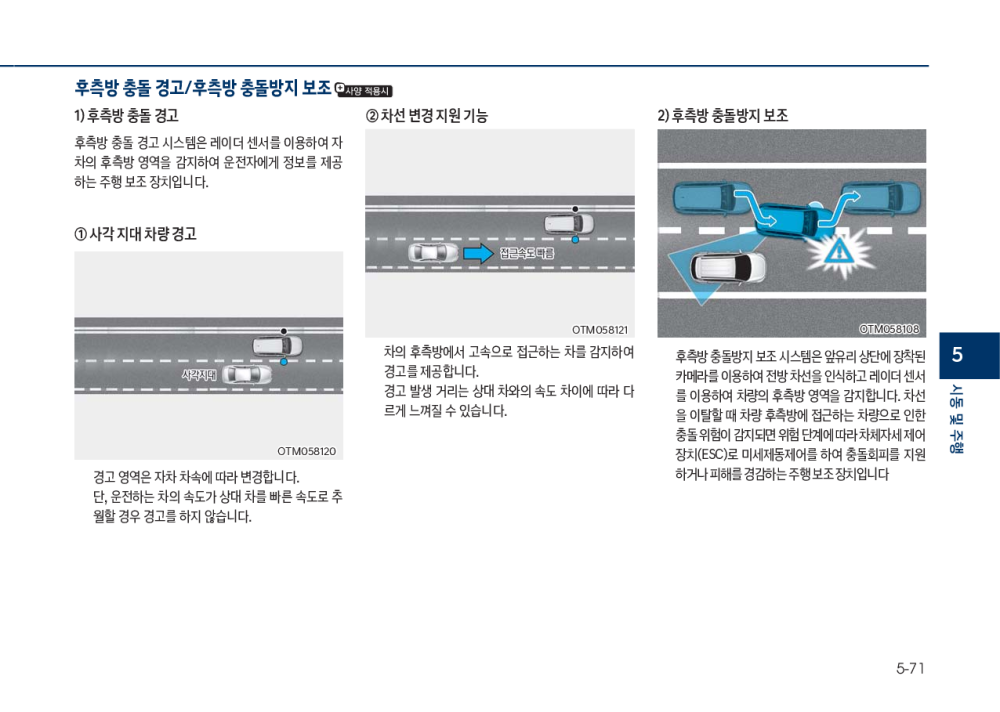 후측방 충돌 경고/후측방 충돌방지 보조 사양 적용시
1) 후측방 충돌 경고
후측방 충돌 경고 시스템은 레이더 센서를 이용하여 자
차의 후측방 영역을 감지하여 운전자에게 정보를 제공
하는 주행 보조 장치입니다.
① 사각 지대 차량 경고
사각지대
OTM058120
경고 영역은 자차 차속에 따라 변경합니다.
단, 운전하는 차의 속도가 상대 차를 빠른 속도로 추
월할 경우 경고를 하지 않습니다.
② 차선 변경 지원 기능
접근속도 빠름
OTM058121
차의 후측방에서 고속으로 접근하는 차를 감지하여
경고를 제공합니다.
경고 발생 거리는 상대 차와의 속도 차이에 따라 다
르게 느껴질 수 있습니다.
2) 후측방 충돌방지 보조
OTM058108
후측방 충돌방지 보조 시스템은 앞유리 상단에 장착된
카메라를 이용하여 전방 차선을 인식하고 레이더 센서
를 이용하여 차량의 후측방 영역을 감지합니다. 차선
을 이탈할 때 차량 후측방에 접근하는 차량으로 인한
충돌 위험이 감지되면 위험 단계에 따라 차체자세 제어
장치(ESC)로 미세제동제어를 하여 충돌회피를 지원
하거나 피해를 경감하는 주행 보조 장치입니다
5
시동 및 주행
5-71